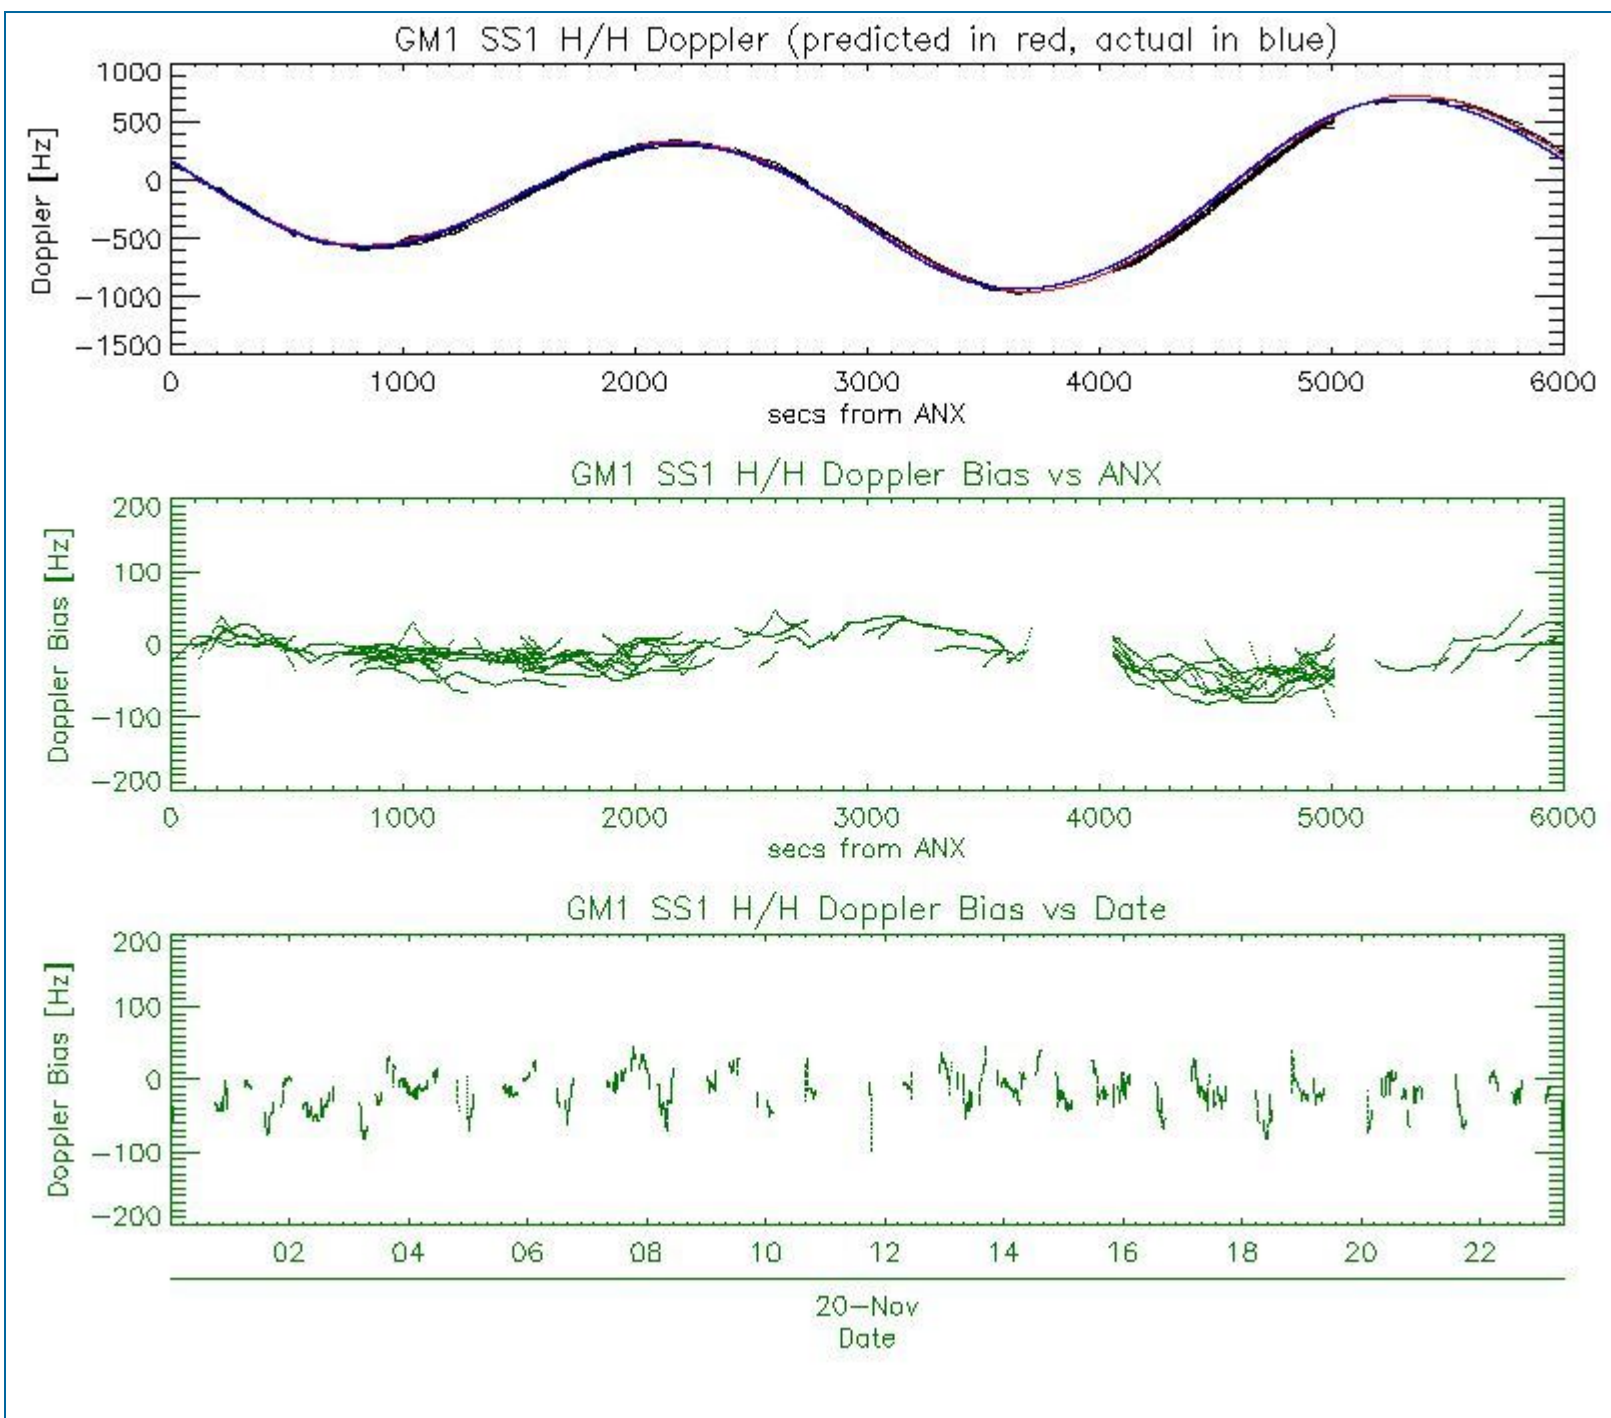 GM1 SS1 H/H Doppler (predicted in red, actual in blue)
1000
500
0
-500
-1000
-1500
Doppler [Hz]
0 1000 2000 3000 4000 5000 6000
secs from ANX
GM1 SS1 H/H Doppler Bias vs ANX
200
100
0
-100
-200
Doppler Bias [Hz]
0 1000 2000 3000 4000 5000 6000
secs from ANX
GM1 SS1 H/H Doppler Bias vs Date
200
100
0
-100
-200
Doppler Bias [Hz]
02 04 06 08 10 12 14 16 18 20 22
20-Nov
Date